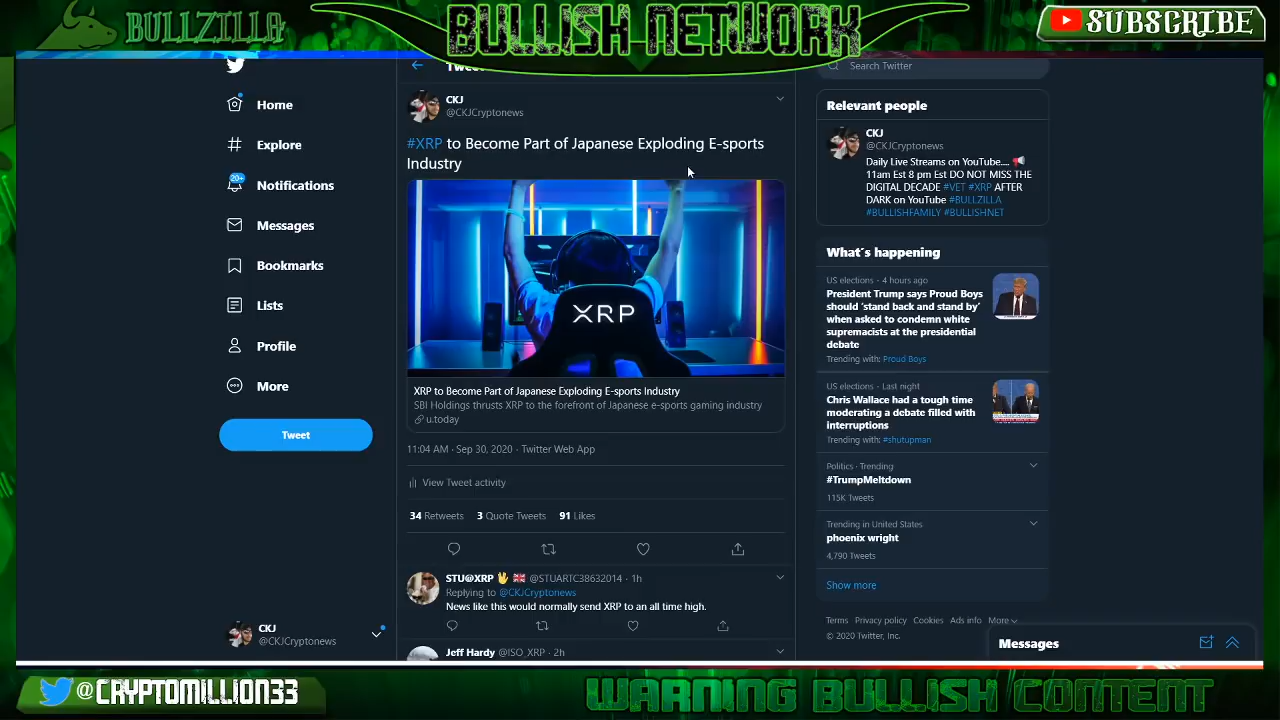 BULLZILLA
BULLISH NETWORK
SUBSCRIBE
Search Twitter
Home
Explore
20+
Notifications
Messages
Bookmarks
Lists
Profile
More
Tweet
CKJ
@CKJCryptonews
CKJ
@CKJCryptonews
#XRP to Become Part of Japanese Exploding E-sports
Industry
XRP
XRP to Become Part of Japanese Exploding E-sports Industry
SBI Holdings thrusts XRP to the forefront of Japanese e-sports gaming industry
u.today
11:04 AM · Sep 30, 2020 · Twitter Web App
View Tweet activity
34 Retweets 3 Quote Tweets 91 Likes
STU@XRP @STUARTC38632014 · 1h
Replying to @CKJCryptonews
News like this would normally send XRP to an all time high.
Jeff Hardy @ISO_XRP · 2h
Relevant people
CKJ
@CKJCryptonews
Daily Live Streams on YouTube....
11am Est 8 pm Est DO NOT MISS THE
DIGITAL DECADE #VET #XRP AFTER
DARK on YouTube #BULLZILLA
#BULLISHFAMILY #BULLISHNET
What's happening
US elections · 4 hours ago
President Trump says Proud Boys
should 'stand back and stand by'
when asked to condemn white
supremacists at the presidential
debate
Trending with: Proud Boys
US elections · Last night
Chris Wallace had a tough time
moderating a debate filled with
interruptions
Trending with: #shutupman
Politics · Trending
#TrumpMeltdown
115K Tweets
Trending in United States
phoenix wright
4,790 Tweets
Show more
Terms Privacy policy Cookies Ads info More
© 2020 Twitter, Inc.
Messages
@CRYPTOMILLION33
WARNING BULLISH CONTENT